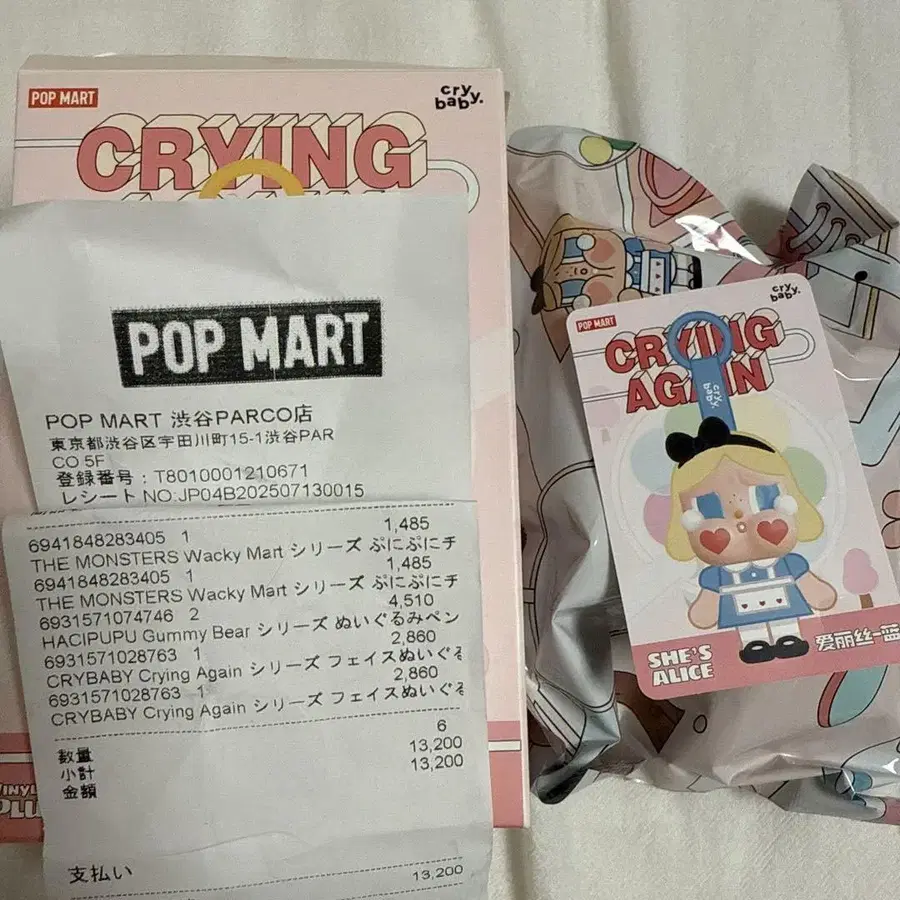 POP MART
cry baby.
CRYING
POP MART
POP MART 渋谷PARCO店
東京都渋谷区宇田川町15-1渋谷PAR
CO 5F
登録番号：T8010001210671
レシートNO:JP04B202507130015
6941848283405 1 1,485
THE MONSTERS Wacky Mart シリーズ ぷにぷにチ
6941848283405 1 1,485
THE MONSTERS Wacky Mart シリーズ ぷにぷにチ
6931571074746 2 4,510
HACIPUPU Gummy Bear シリーズ ぬいぐるみペン
6931571028763 1 2,860
CRYBABY Crying Again シリーズ フェイスぬいぐる
6931571028763 1 2,860
CRYBABY Crying Again シリーズ フェイスぬいぐる
数量 6
小計 13,200
金額 13,200
支払い 13,200
POP MART
cry baby.
CRYING
AGAIN
cry baby.
SHE'S
ALICE
爱丽丝-蓝